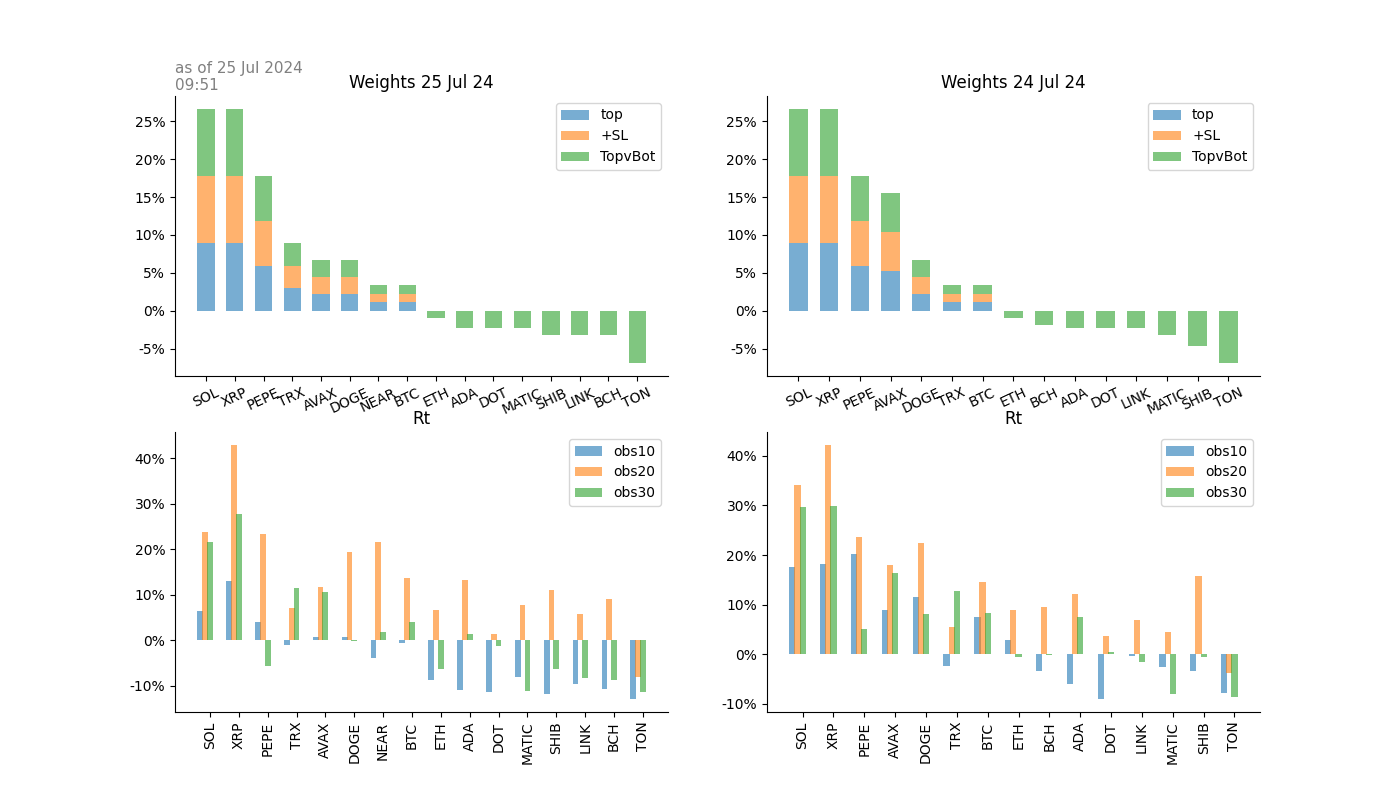 as of 25 Jul 2024
09:51
Weights 25 Jul 24
25%
20%
15%
10%
5%
0%
-5%
top
+SL
TopvBot
SOL XRP PEPE TRX AVAX DOGE NEAR BTC ETH ADA DOT MATIC SHIB LINK BCH TON
Weights 24 Jul 24
25%
20%
15%
10%
5%
0%
-5%
top
+SL
TopvBot
SOL XRP PEPE AVAX DOGE TRX BTC ETH BCH ADA DOT LINK MATIC SHIB TON
Rt
40%
30%
20%
10%
0%
-10%
obs10
obs20
obs30
SOL XRP PEPE TRX AVAX DOGE NEAR BTC ETH ADA DOT MATIC SHIB LINK BCH TON
Rt
40%
30%
20%
10%
0%
-10%
obs10
obs20
obs30
SOL XRP PEPE AVAX DOGE TRX BTC ETH BCH ADA DOT LINK MATIC SHIB TON